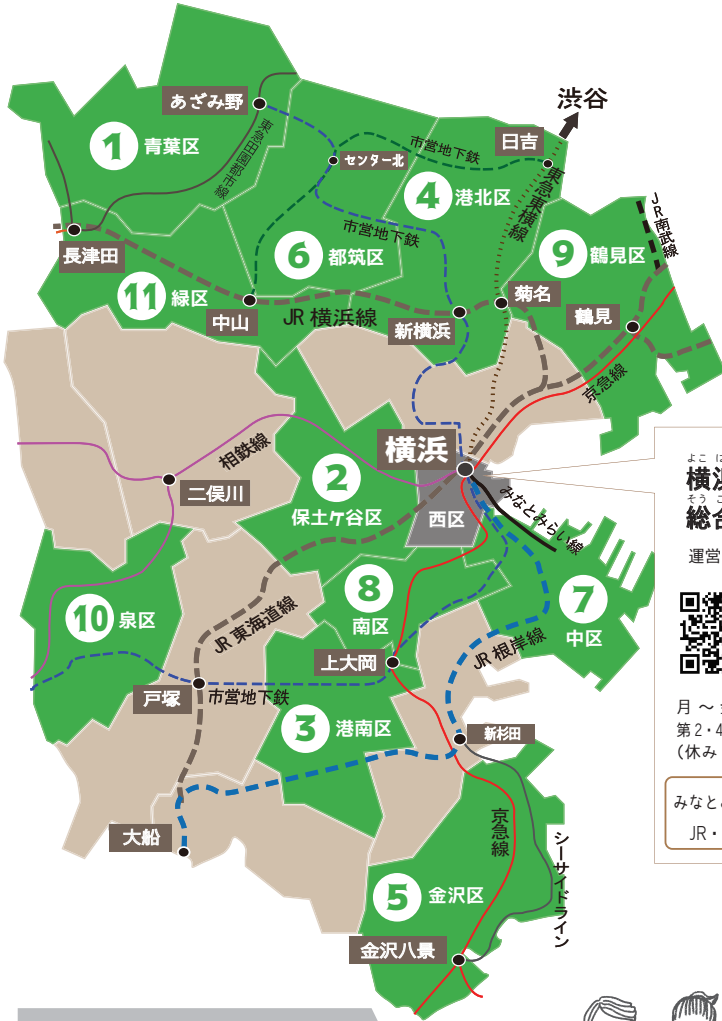 渋谷
あざみ野
1 青葉区
東急田園都市線
センター北
市営地下鉄
日吉
東急東横線
4 港北区
市営地下鉄
JR南武線
9 鶴見区
長津田
6 都筑区
11 緑区
中山
JR 横浜線
新横浜
菊名
鶴見
京急線
相鉄線
横浜
2
保土ケ谷区
西区
二俣川
みなとみらい線
よこ
横浜
そう
総合
運営
10 泉区
8
南区
7
中区
JR 東海道線
上大岡
JR 根岸線
戸塚
市営地下鉄
3 港南区
新杉田
月 ～
第2・4
(休み
みなと
JR・
大船
京急線
シーサイドライン
5 金沢区
金沢八景